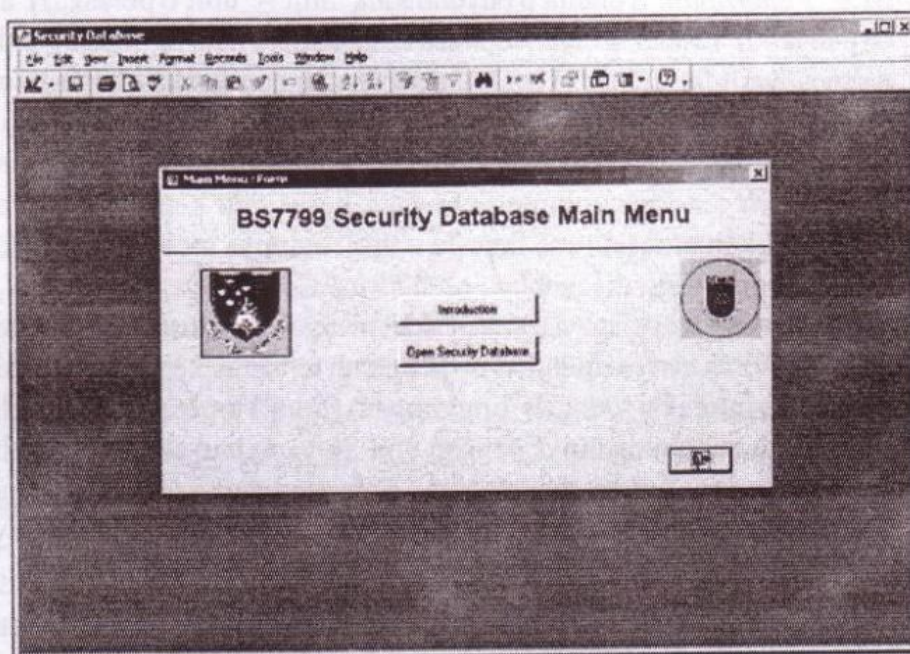 Security Database
File Edit View Insert Format Records Tools Window Help
Main Menu : Form
BS7799 Security Database Main Menu
Introduction
Open Security Database